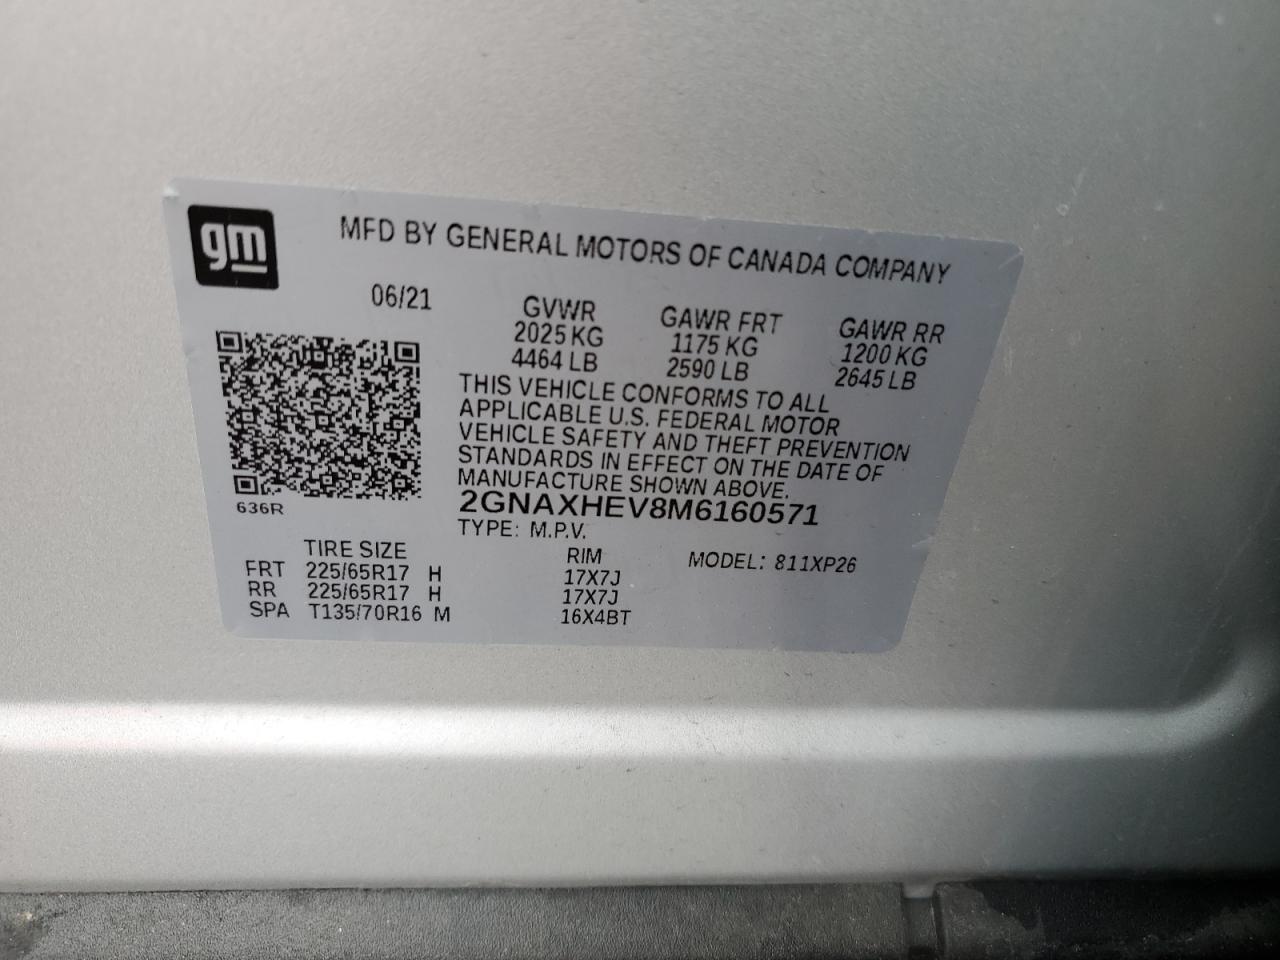 gm
MFD BY GENERAL MOTORS OF CANADA COMPANY
06/21
GVWR
2025 KG
4464 LB
GAWR FRT
1175 KG
2590 LB
GAWR RR
1200 KG
2645 LB
THIS VEHICLE CONFORMS TO ALL
APPLICABLE U.S. FEDERAL MOTOR
VEHICLE SAFETY AND THEFT PREVENTION
STANDARDS IN EFFECT ON THE DATE OF
MANUFACTURE SHOWN ABOVE.
2GNAXHEV8M6160571
636R
TYPE: M.P.V.
TIRE SIZE RIM MODEL: 811XP26
FRT 225/65R17 H 17X7J
RR 225/65R17 H 17X7J
SPA T135/70R16 M 16X4BT